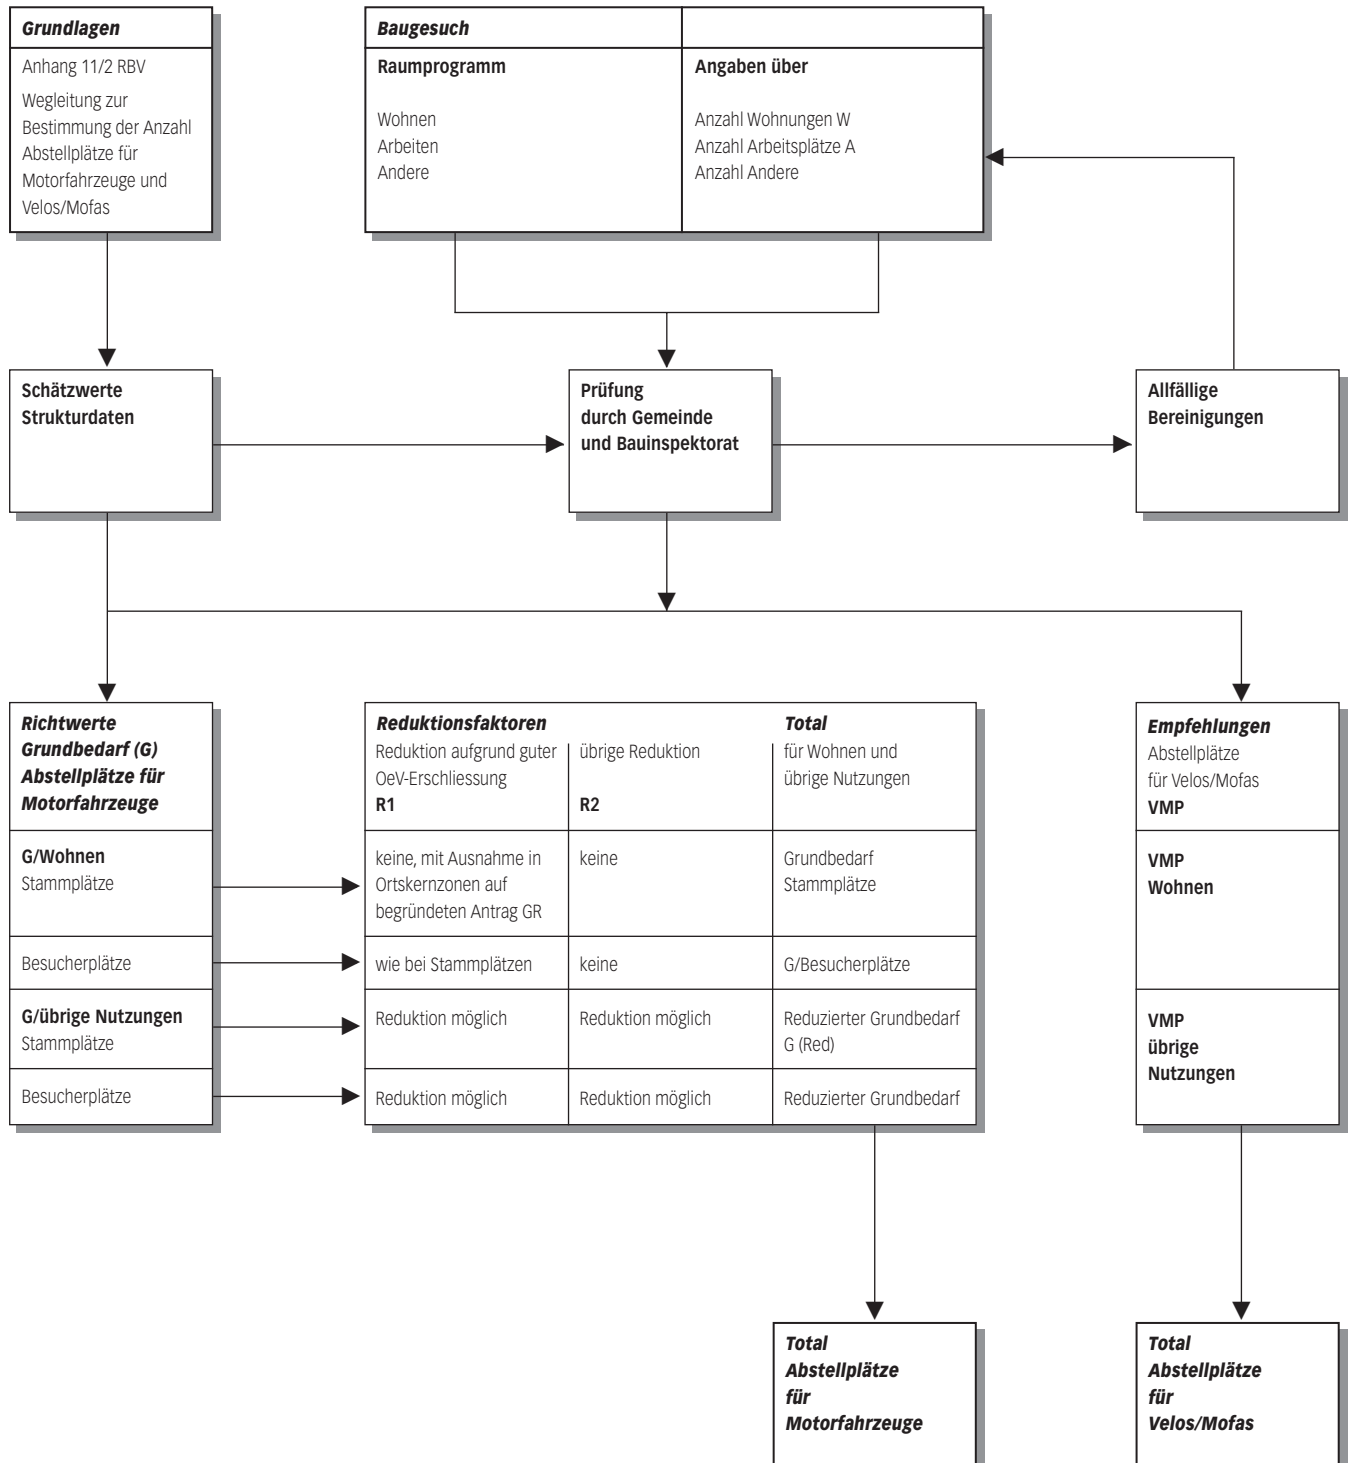 Grundlagen
Anhang 11/2 RBV
Wegleitung zur
Bestimmung der Anzahl
Abstellplätze für
Motorfahrzeuge und
Velos/Mofas
Baugesuch
Raumprogramm
Wohnen
Arbeiten
Andere
Angaben über
Anzahl Wohnungen W
Anzahl Arbeitsplätze A
Anzahl Andere
Schätzwerte
Strukturdaten
Prüfung
durch Gemeinde
und Bauinspektorat
Allfällige
Bereinigungen
Richtwerte
Grundbedarf (G)
Abstellplätze für
Motorfahrzeuge
G/Wohnen
Stammplätze
Besucherplätze
G/übrige Nutzungen
Stammplätze
Besucherplätze
Reduktionsfaktoren
Reduktion aufgrund guter
OeV-Erschliessung
R1
übrige Reduktion
R2
Total
für Wohnen und
übrige Nutzungen
keine, mit Ausnahme in
Ortskernzonen auf
begründeten Antrag GR
keine
Grundbedarf
Stammplätze
wie bei Stammplätzen
keine
G/Besucherplätze
Reduktion möglich
Reduktion möglich
Reduzierter Grundbedarf
G (Red)
Reduktion möglich
Reduktion möglich
Reduzierter Grundbedarf
Empfehlungen
Abstellplätze
für Velos/Mofas
VMP
VMP
Wohnen
VMP
übrige
Nutzungen
Total
Abstellplätze
für
Motorfahrzeuge
Total
Abstellplätze
für
Velos/Mofas